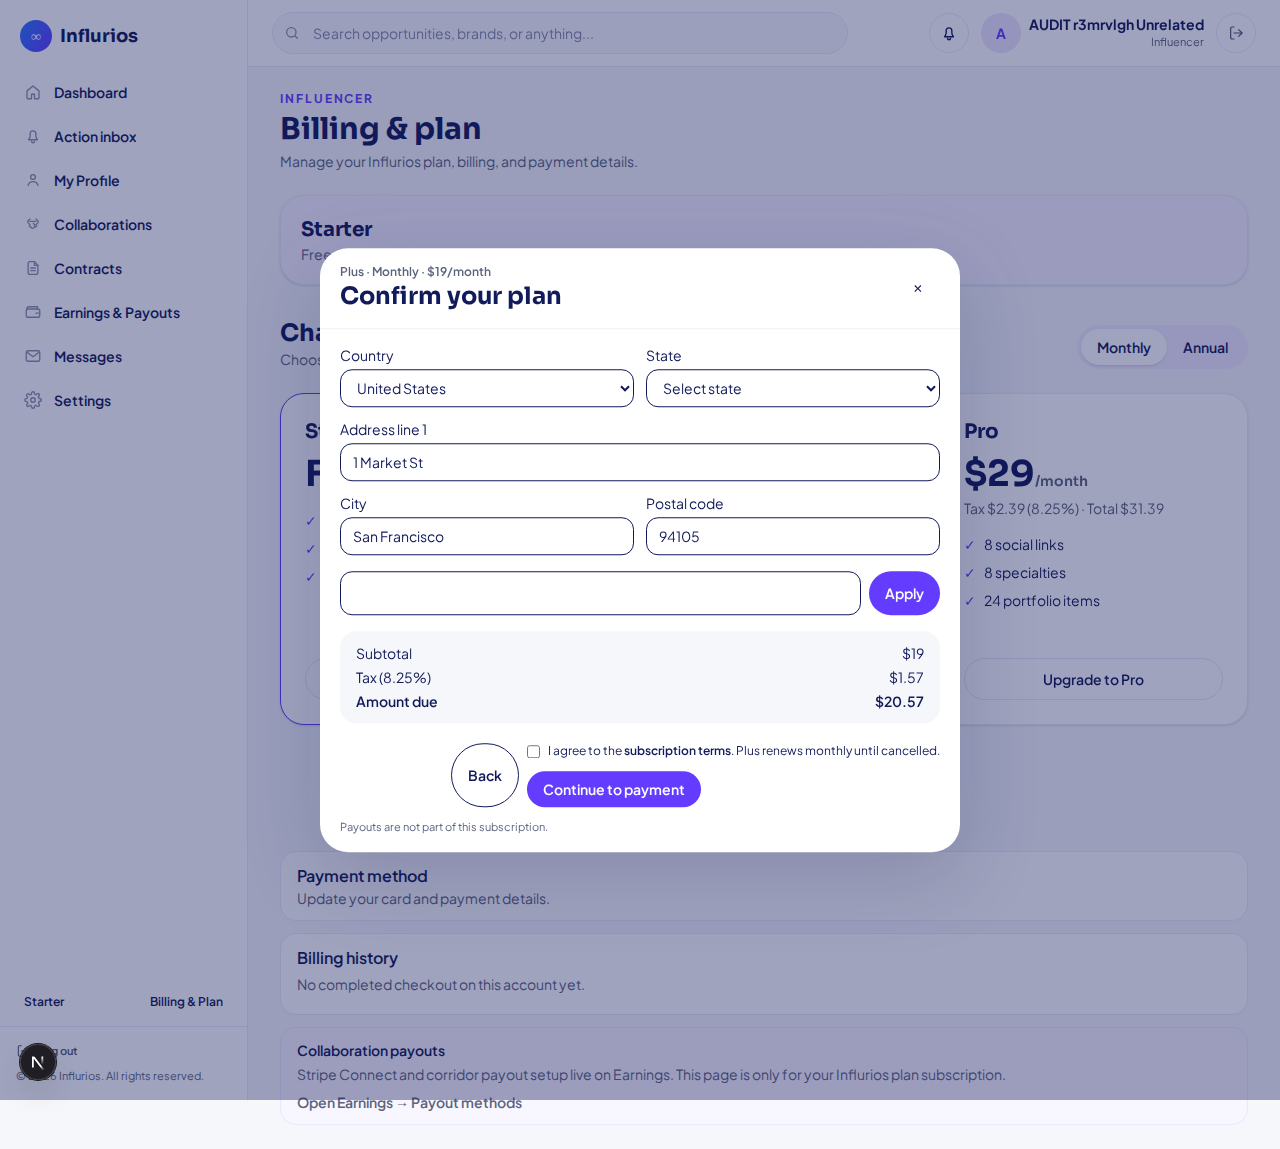 ∞ Influrios
Search opportunities, brands, or anything...
A
AUDIT r3mrvlgh Unrelated
Influencer
Dashboard
Action inbox
My Profile
Collaborations
Contracts
Earnings & Payouts
Messages
Settings
Starter
Billing & Plan
out
Influrios. All rights reserved.
N
INFLUENCER
Billing & plan
Manage your Influrios plan, billing, and payment details.
Starter
Free
Monthly
Annual
Plus · Monthly · $19/month
Confirm your plan
×
Country
State
United States
Select state
Address line 1
1 Market St
City
Postal code
San Francisco
94105
Apply
Subtotal
$19
Tax (8.25%)
$1.57
Amount due
$20.57
Back
I agree to the subscription terms. Plus renews monthly until cancelled.
Continue to payment
Payouts are not part of this subscription.
Pro
$29/month
Tax $2.39 (8.25%) · Total $31.39
✓ 8 social links
✓ 8 specialties
✓ 24 portfolio items
Upgrade to Pro
Payment method
Update your card and payment details.
Billing history
No completed checkout on this account yet.
Collaboration payouts
Stripe Connect and corridor payout setup live on Earnings. This page is only for your Influrios plan subscription.
Open Earnings → Payout methods